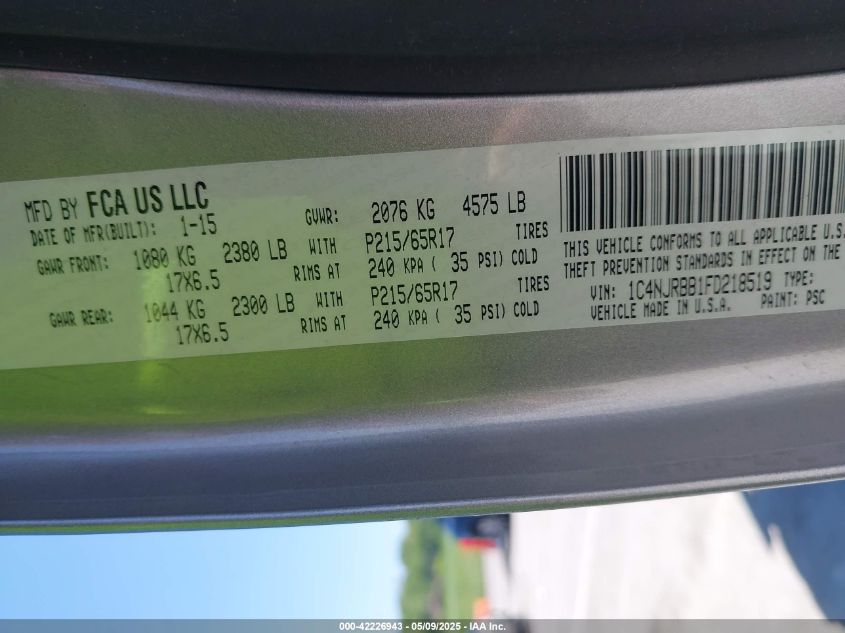 MFD BY FCA US LLC
DATE OF MFR(BUILT): 1-15 GVWR: 2076 KG 4575 LB
GAWR FRONT: 1080 KG 2380 LB WITH P215/65R17 TIRES
17X6.5 RIMS AT 240 KPA ( 35 PSI) COLD
GAWR REAR: 1044 KG 2300 LB WITH P215/65R17 TIRES
17X6.5 RIMS AT 240 KPA ( 35 PSI) COLD
THIS VEHICLE CONFORMS TO ALL APPLICABLE U.S.
THEFT PREVENTION STANDARDS IN EFFECT ON THE
VIN: 1C4NJRBB1FD218519 TYPE:
VEHICLE MADE IN U.S.A. PAINT: PSC
000-42226943 - 05/09/2025 - IAA Inc.